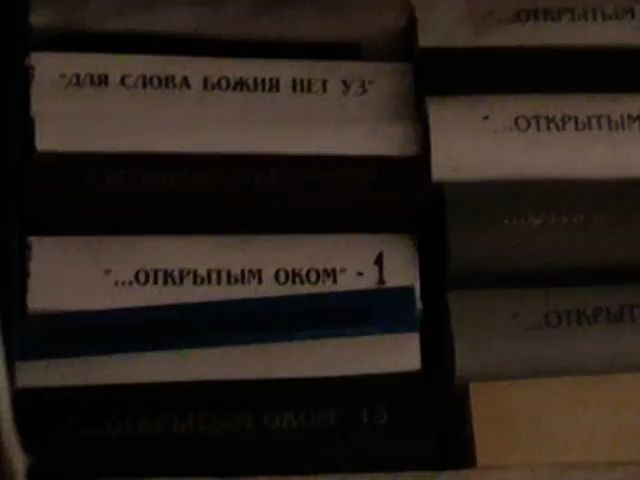 "ДЛЯ СЛОВА БОЖИЯ НЕТ УЗ"
"...ОТКРЫТЫМ ОКОМ" - 1
"...ОТКРЫТЫМ ОКОМ" 15
"...ОТКРЫТЫМ
"...ОТКРЫТЫМ
"...ОТКРЫТ